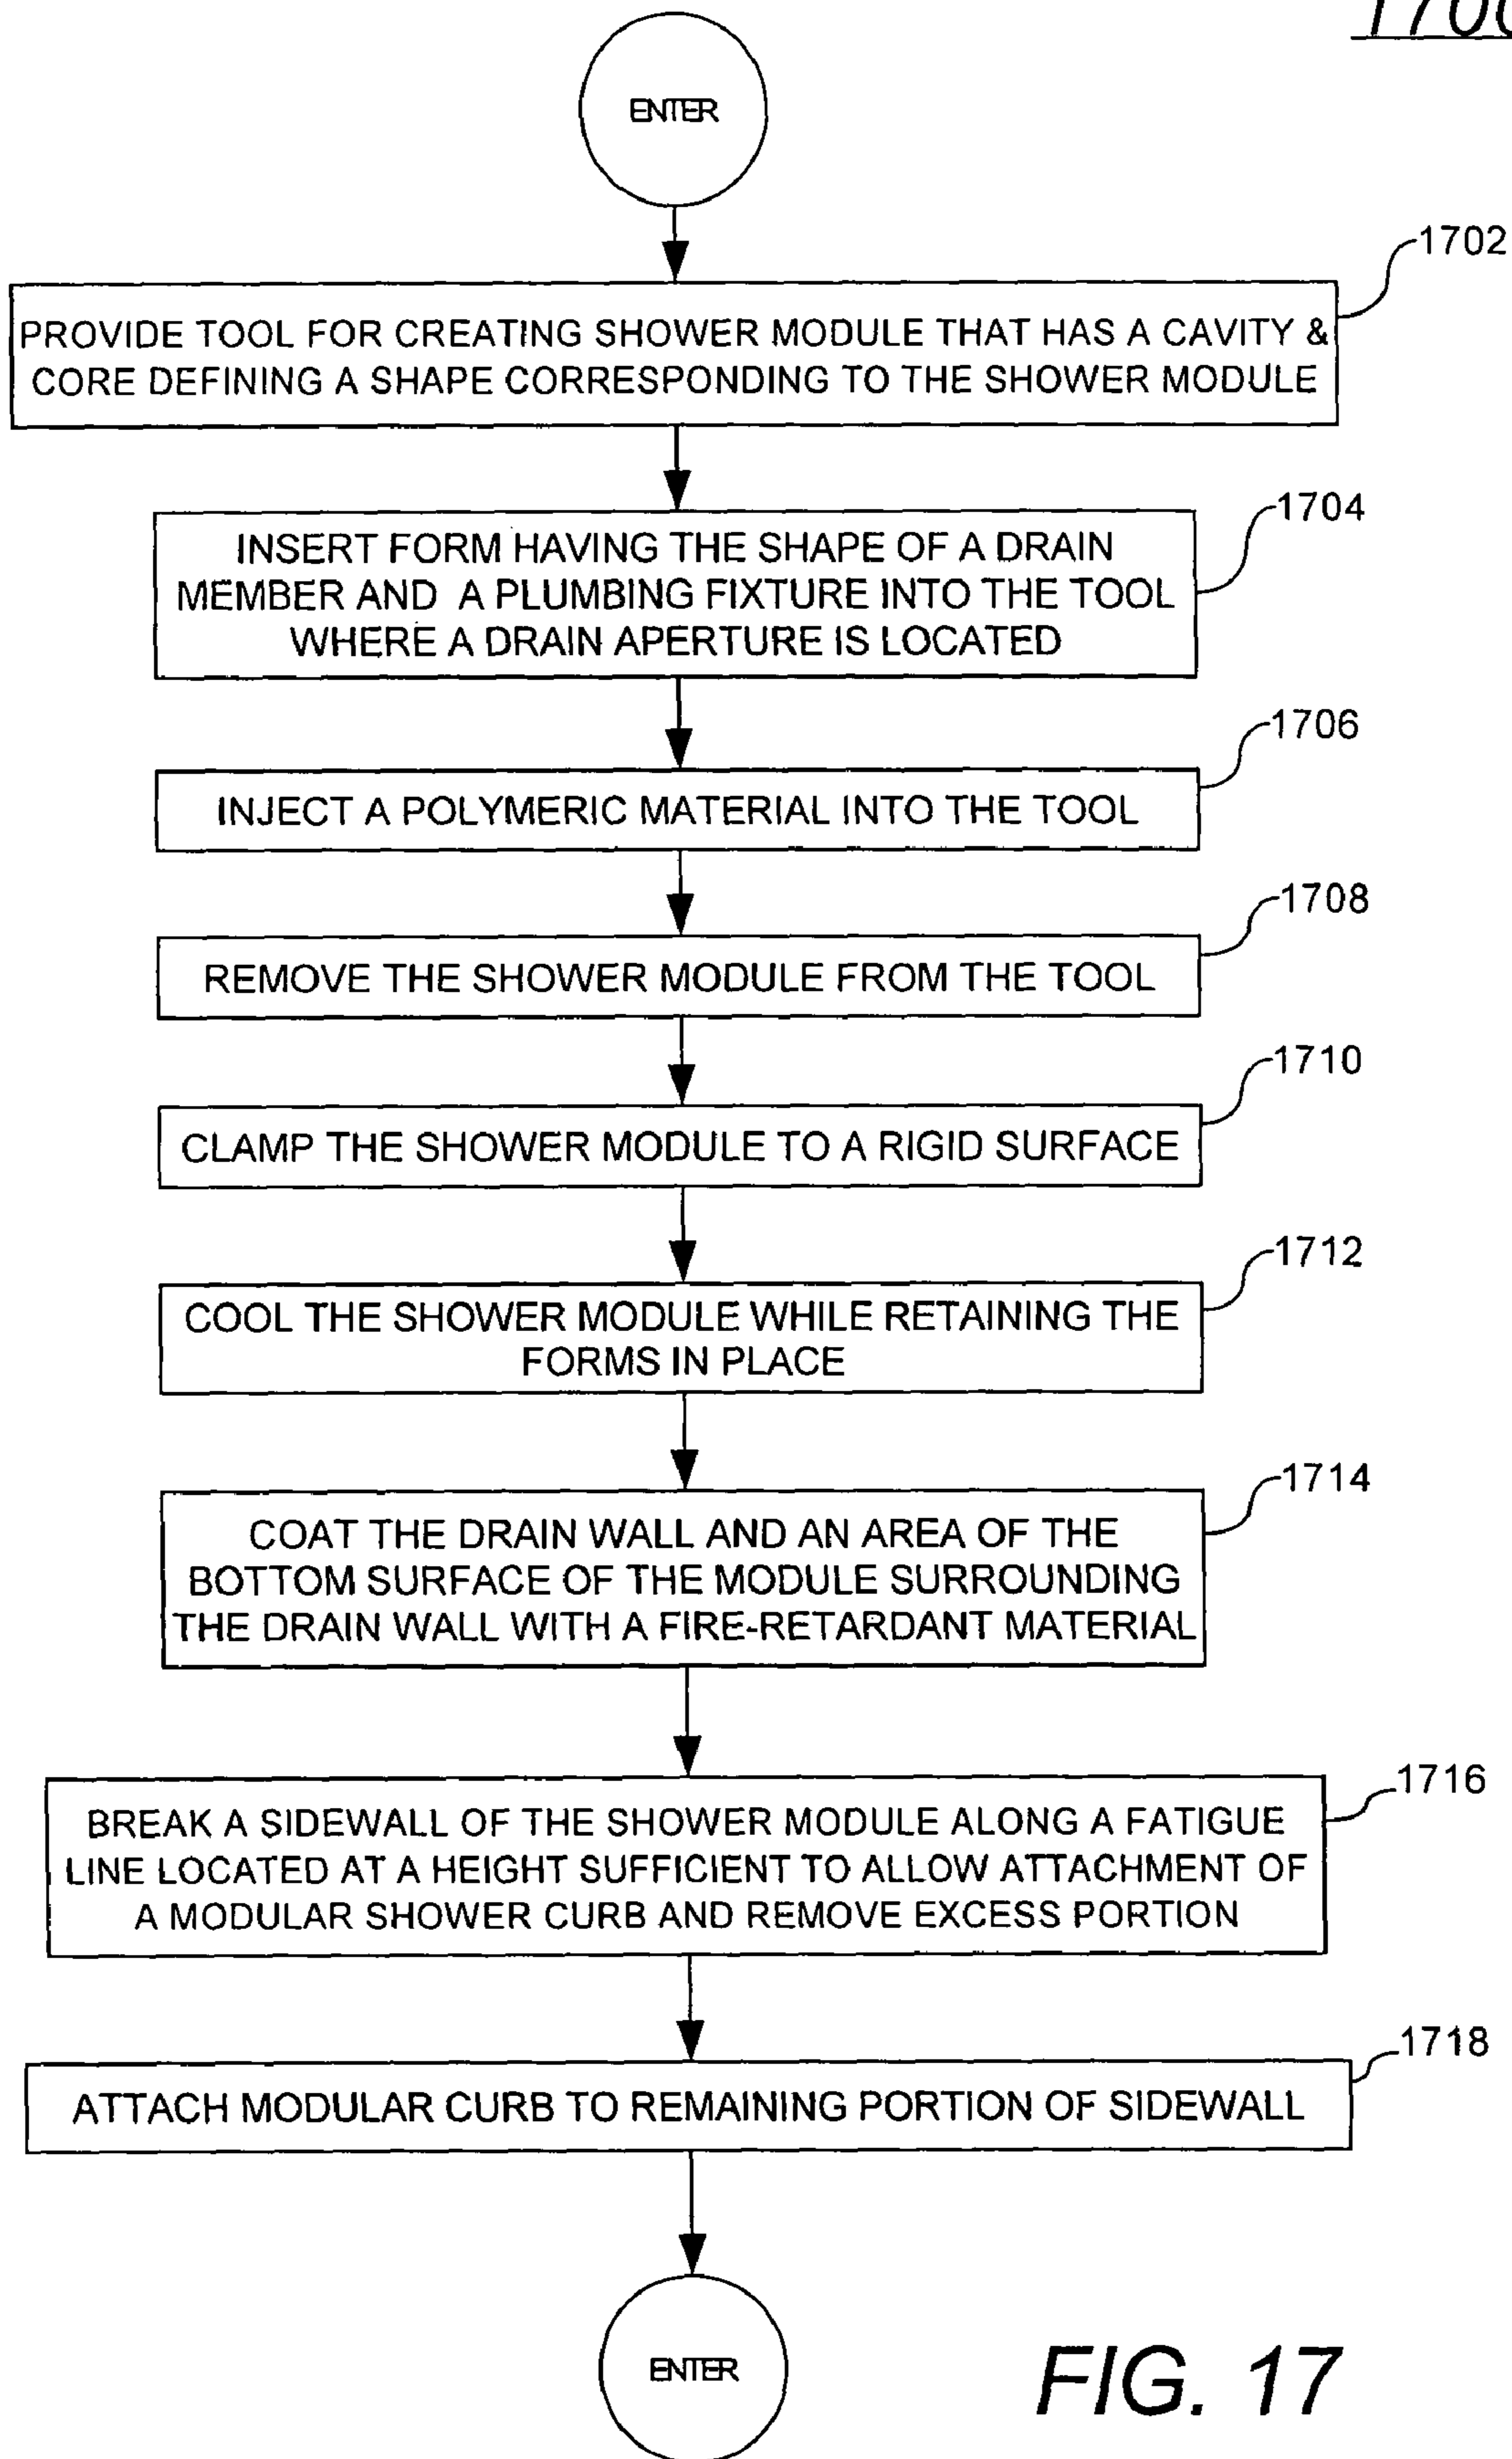 1700
ENTER
1702
PROVIDE TOOL FOR CREATING SHOWER MODULE THAT HAS A CAVITY &
CORE DEFINING A SHAPE CORRESPONDING TO THE SHOWER MODULE
1704
INSERT FORM HAVING THE SHAPE OF A DRAIN
MEMBER AND A PLUMBING FIXTURE INTO THE TOOL
WHERE A DRAIN APERTURE IS LOCATED
1706
INJECT A POLYMERIC MATERIAL INTO THE TOOL
1708
REMOVE THE SHOWER MODULE FROM THE TOOL
1710
CLAMP THE SHOWER MODULE TO A RIGID SURFACE
1712
COOL THE SHOWER MODULE WHILE RETAINING THE
FORMS IN PLACE
1714
COAT THE DRAIN WALL AND AN AREA OF THE
BOTTOM SURFACE OF THE MODULE SURROUNDING
THE DRAIN WALL WITH A FIRE-RETARDANT MATERIAL
1716
BREAK A SIDEWALL OF THE SHOWER MODULE ALONG A FATIGUE
LINE LOCATED AT A HEIGHT SUFFICIENT TO ALLOW ATTACHMENT OF
A MODULAR SHOWER CURB AND REMOVE EXCESS PORTION
1718
ATTACH MODULAR CURB TO REMAINING PORTION OF SIDEWALL
ENTER
FIG. 17